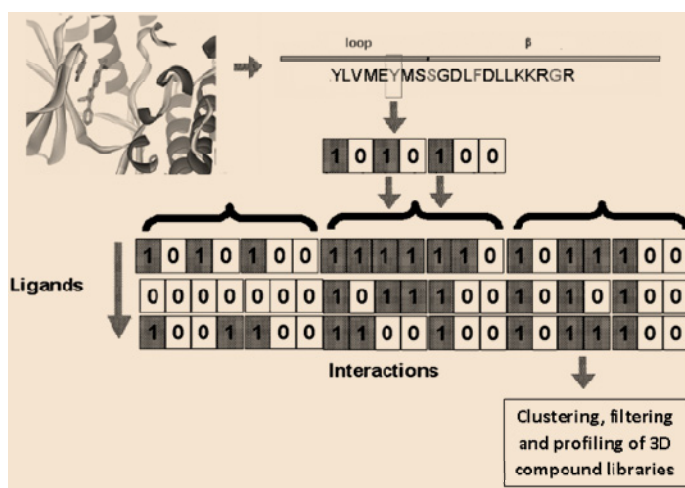 loop β
.YLVMEYMSSGDLFDLLKKRGR
1 0 1 0 1 0 0
1 0 1 0 1 0 0 1 1 1 1 1 1 0 1 0 1 1 1 0 0
Ligands
0 0 0 0 0 0 0 1 0 1 1 1 0 0 1 0 1 0 1 0 0
1 0 0 1 1 0 0 1 1 0 0 1 0 0 1 0 1 1 1 0 0
Interactions
Clustering, filtering
and profiling of 3D
compound libraries